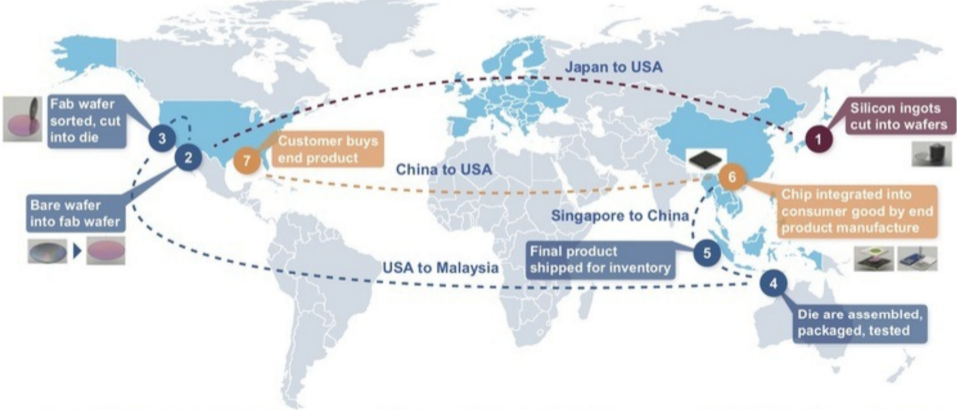 Japan to USA
Silicon ingots
cut into wafers
1
Fab wafer
sorted, cut
into die
3
2
7
Customer buys
end product
China to USA
6
Chip integrated into
consumer good by end
product manufacture
Bare wafer
into fab wafer
Singapore to China
Final product
shipped for inventory
5
USA to Malaysia
4
Die are assembled,
packaged, tested